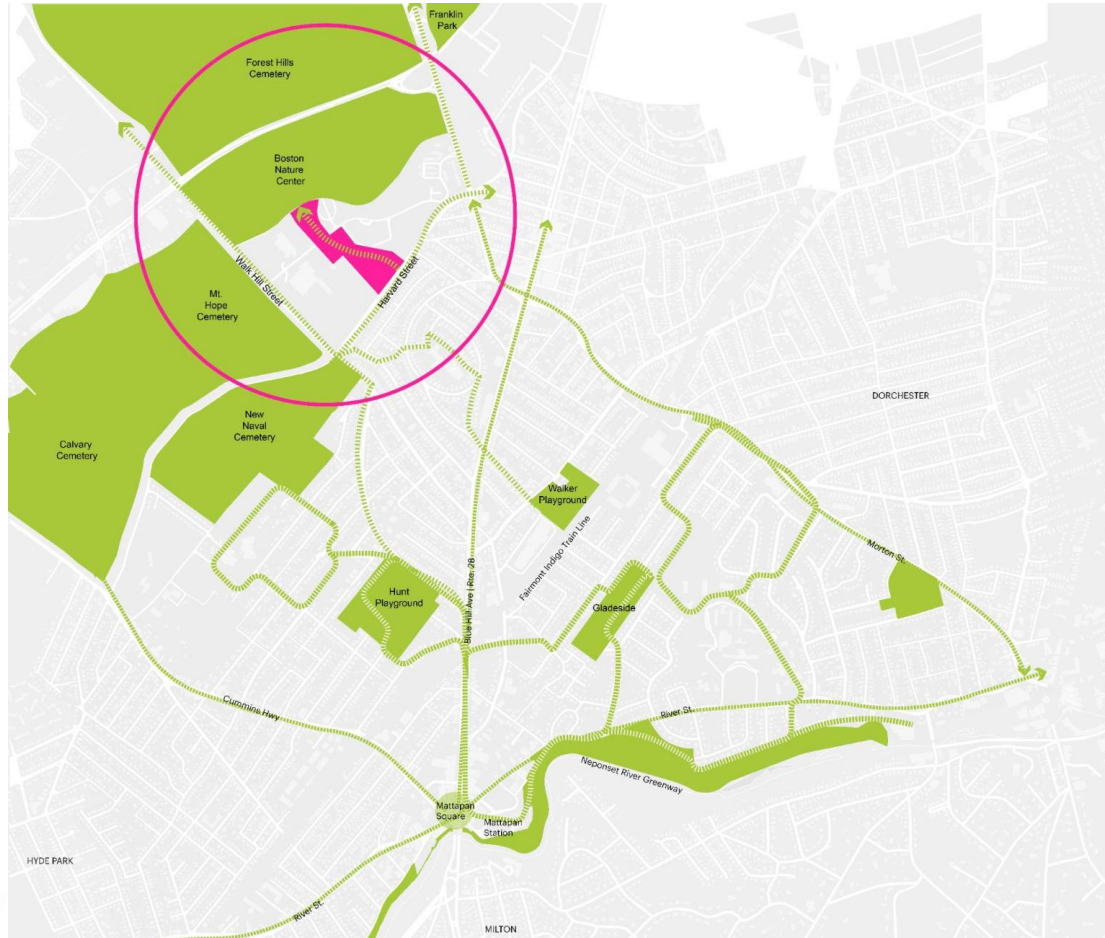 Franklin
Park
Forest Hills
Cemetery
Boston
Nature
Center
Walk Hill Street
Harvard Street
Mt.
Hope
Cemetery
DORCHESTER
New
Naval
Cemetery
Calvary
Cemetery
Walker
Playground
Fairmont Indigo Train Line
Morton St.
Hunt
Playground
Blue Hill Ave | Rte. 28
Gladeside
Cummins Hwy
River St.
Neponset River Greenway
Mattapan
Square
Mattapan
Station
HYDE PARK
River St.
MILTON